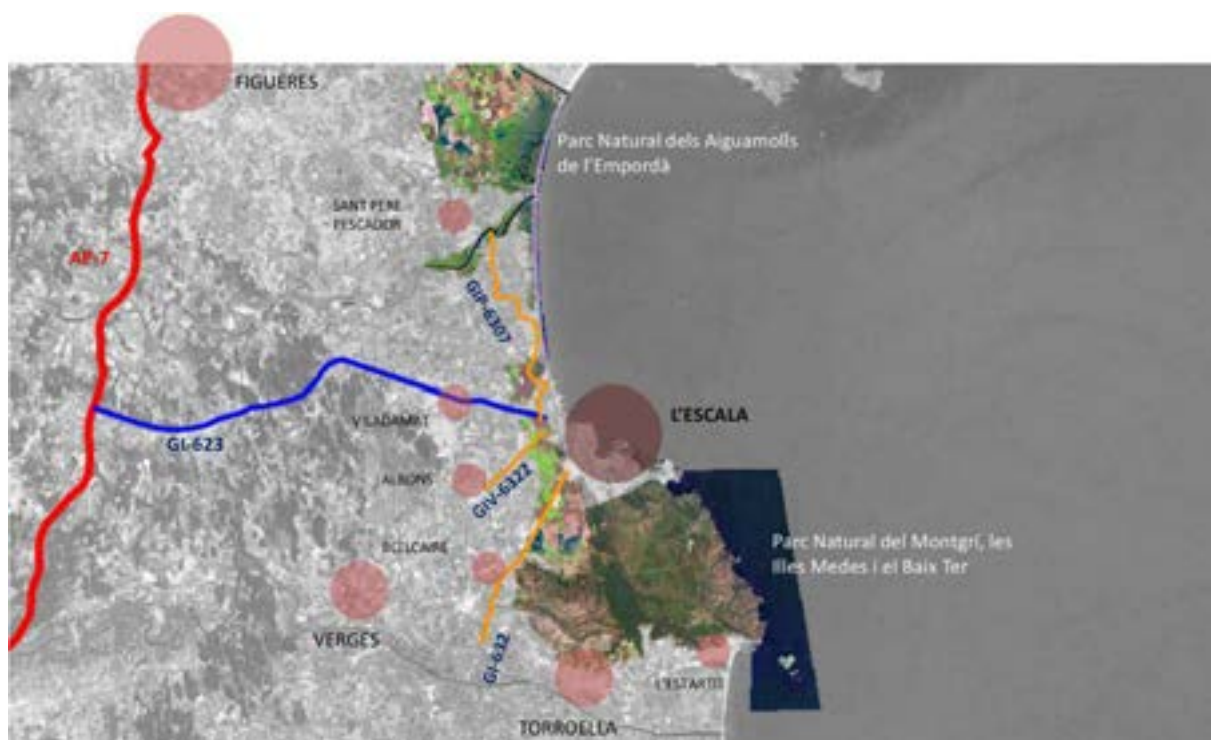 FIGUERES
Parc Natural dels Aiguamolls
de l'Empordà
SANT PERE
PESCADOR
AP-7
GIP-6307
L'ESCALA
VILADAMAT
GI-623
ALBONS
GIV-6322
BELLCAIRE
Parc Natural del Montgrí, les
Illes Medes i el Baix Ter
VERGES
GI-632
L'ESTARTIT
TORROELLA